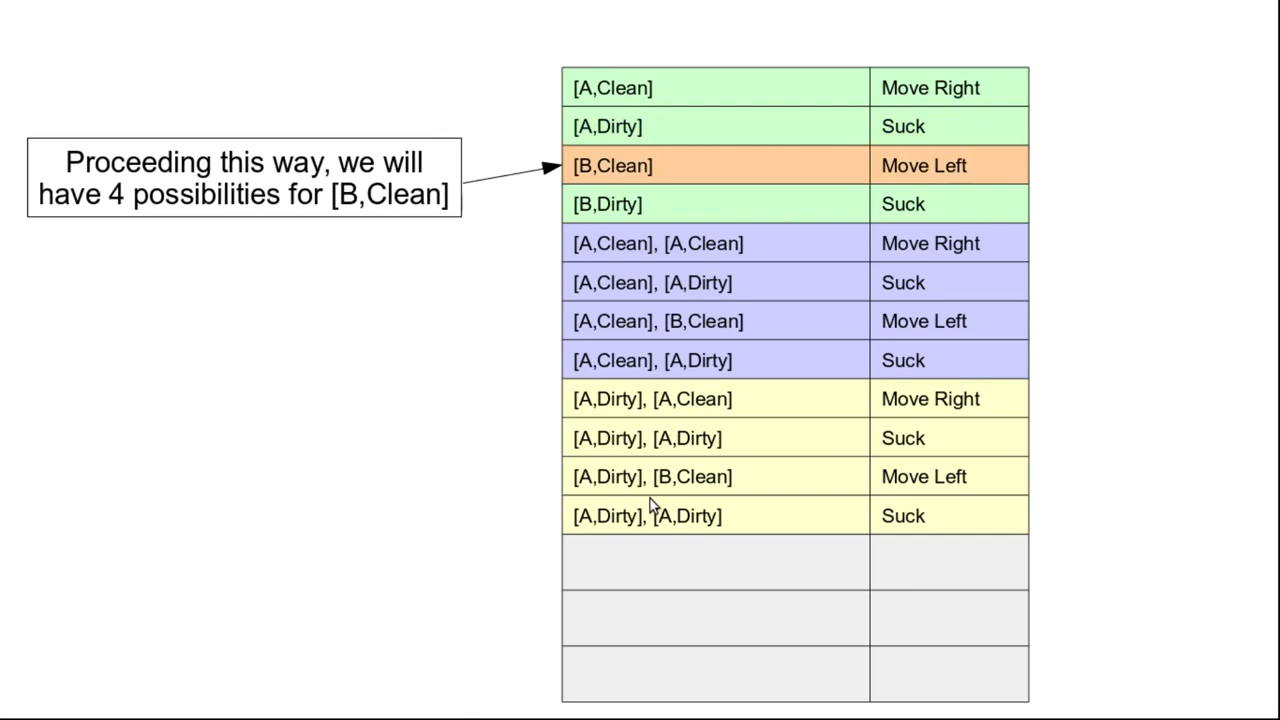 Proceeding this way, we will
have 4 possibilities for [B,Clean]
[A,Clean] Move Right
[A,Dirty] Suck
[B,Clean] Move Left
[B,Dirty] Suck
[A,Clean], [A,Clean] Move Right
[A,Clean], [A,Dirty] Suck
[A,Clean], [B,Clean] Move Left
[A,Clean], [A,Dirty] Suck
[A,Dirty], [A,Clean] Move Right
[A,Dirty], [A,Dirty] Suck
[A,Dirty], [B,Clean] Move Left
[A,Dirty], [A,Dirty] Suck